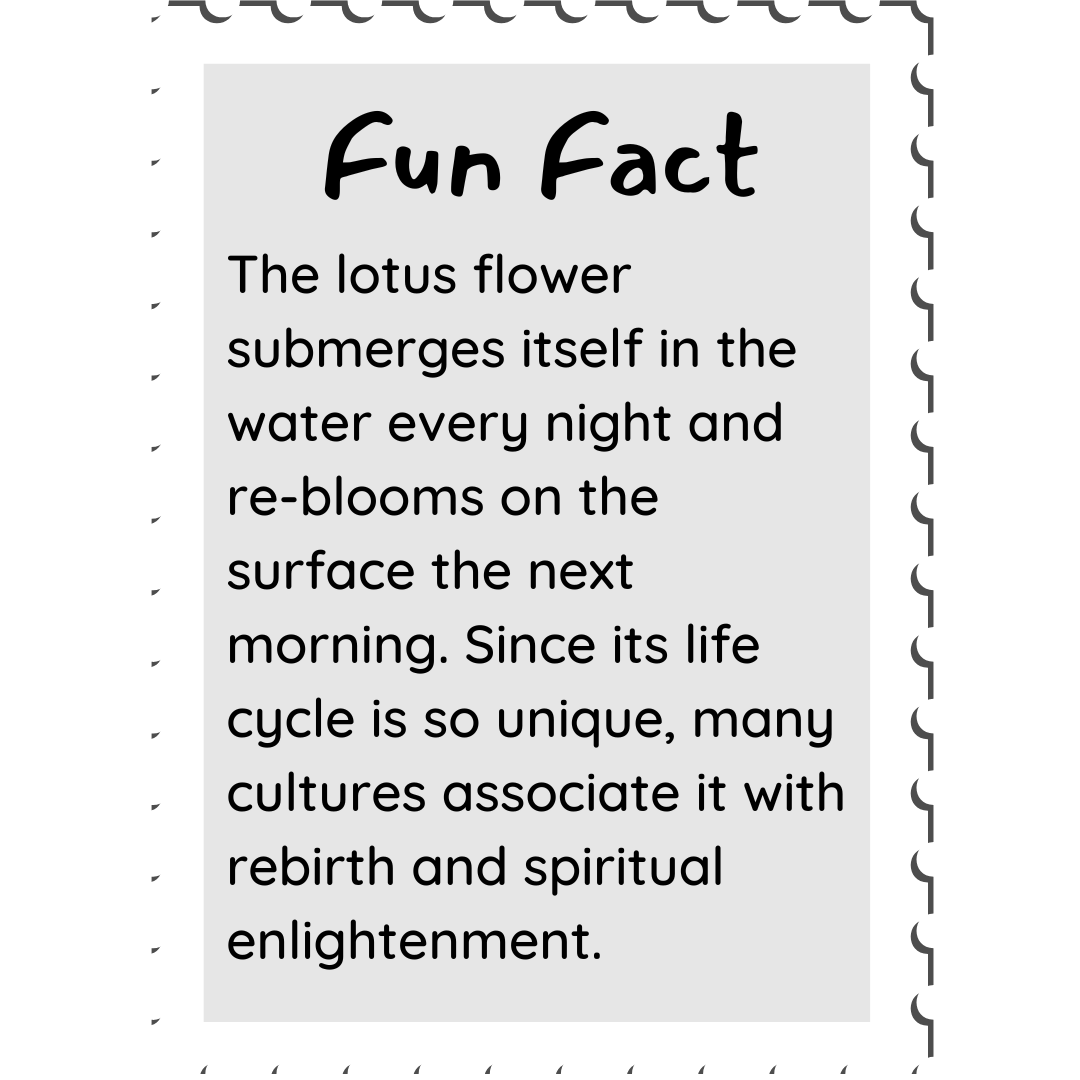 Fun Fact
The lotus flower
submerges itself in the
water every night and
re-blooms on the
surface the next
morning. Since its life
cycle is so unique, many
cultures associate it with
rebirth and spiritual
enlightenment.